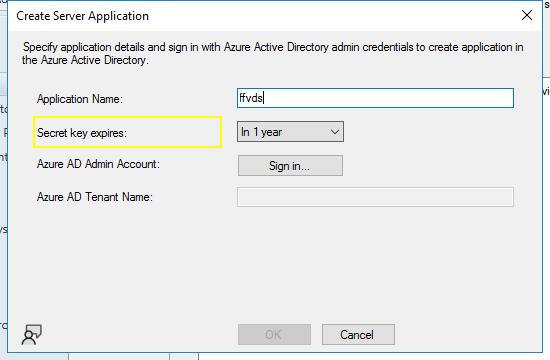 Create Server Application
Specify application details and sign in with Azure Active Directory admin credentials to create application in
the Azure Active Directory.
Application Name:
ffvds
Secret key expires:
In 1 year
Azure AD Admin Account:
Sign in...
Azure AD Tenant Name:
OK
Cancel